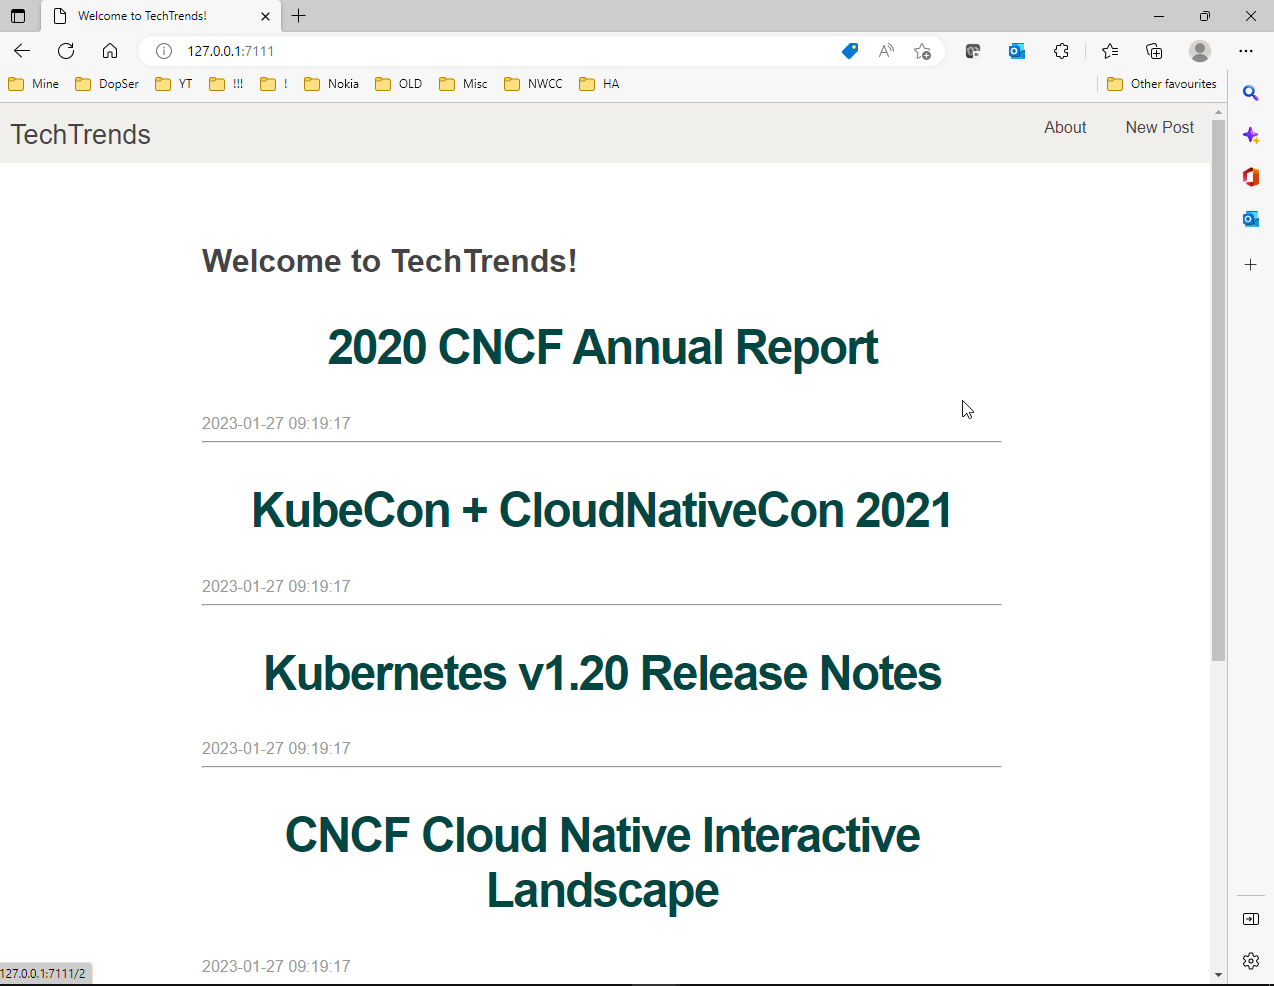 Welcome to TechTrends!
127.0.0.1:7111
Mine DopSer YT !!! ! Nokia OLD Misc NWCC HA Other favourites
TechTrends About New Post
Welcome to TechTrends!
2020 CNCF Annual Report
2023-01-27 09:19:17
KubeCon + CloudNativeCon 2021
2023-01-27 09:19:17
Kubernetes v1.20 Release Notes
2023-01-27 09:19:17
CNCF Cloud Native Interactive
Landscape
2023-01-27 09:19:17
127.0.0.1:7111/2